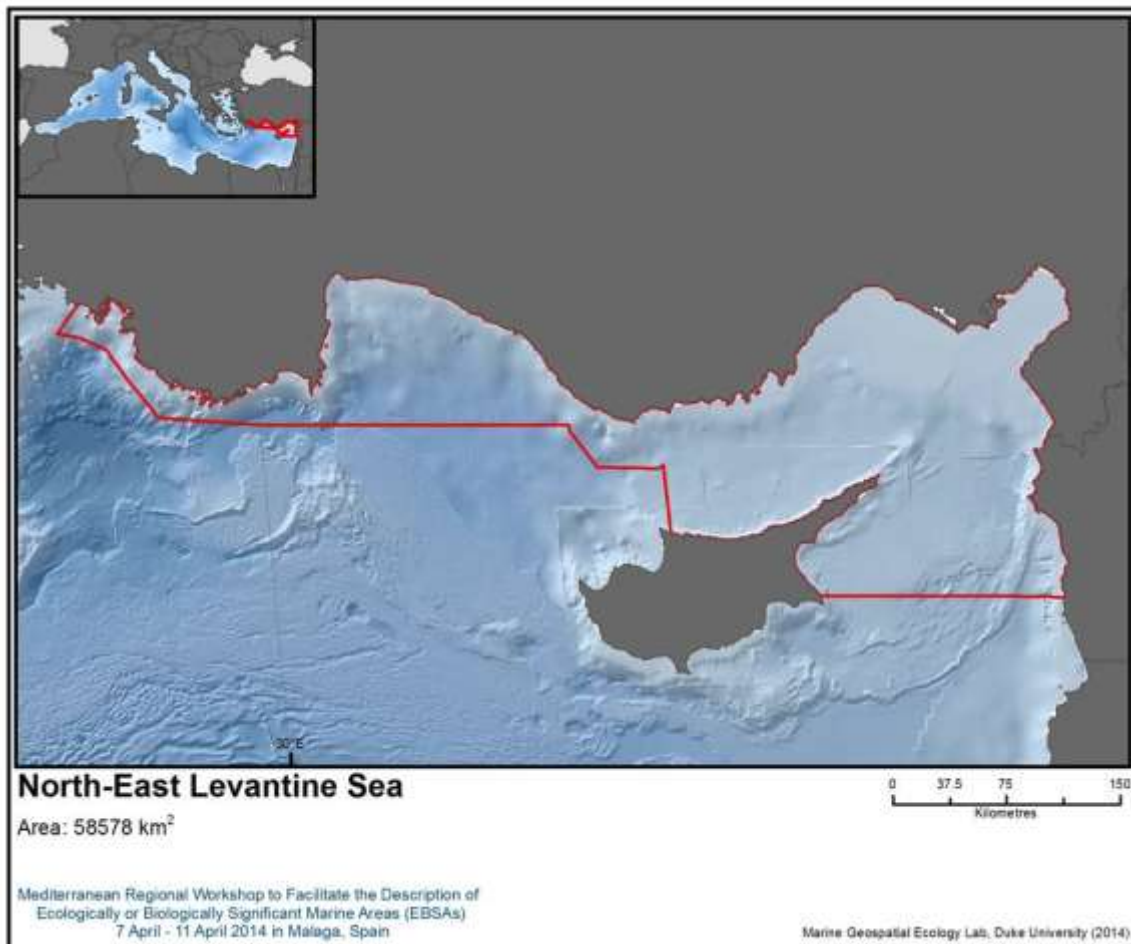 30°E
North-East Levantine Sea
Area: 58578 km²
0 37.5 75 150
Kilometres
Mediterranean Regional Workshop to Facilitate the Description of
Ecologically or Biologically Significant Marine Areas (EBSAs)
7 April - 11 April 2014 in Malaga, Spain
Marine Geospatial Ecology Lab, Duke University (2014)